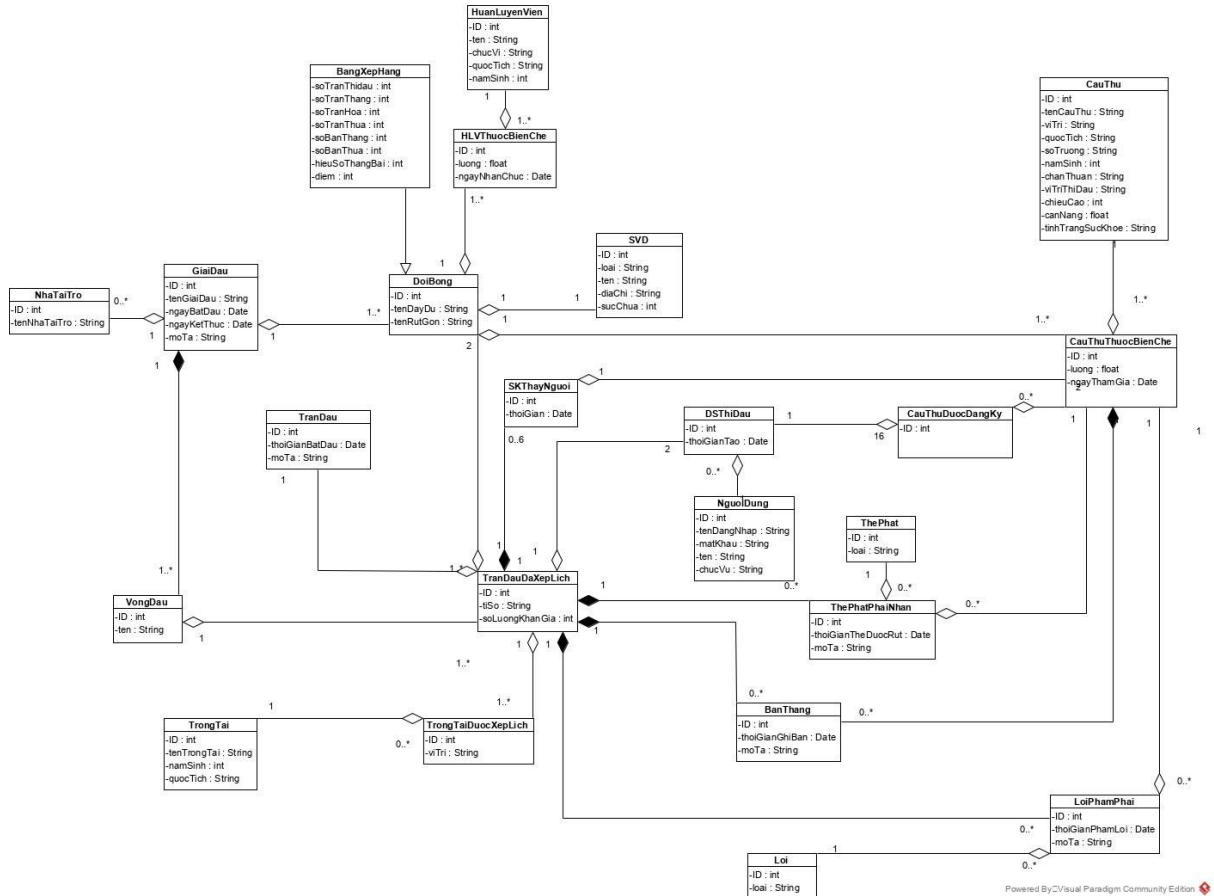 HuanLuyenVien
-ID : int
-ten : String
-chucVi : String
-quocTich : String
-namSinh : int
1
1..*
BangXepHang
-soTranThidau : int
-soTranThang : int
-soTranHoa : int
-soTranThua : int
-soBanThang : int
-soBanThua : int
-hieuSoThangBai : int
-diem : int
HLVThuocBienChe
-ID : int
-luong : float
-ngayNhanChuc : Date
1..*
1
CauThu
-ID : int
-tenCauThu : String
-viTri : String
-quocTich : String
-soTruong : String
-namSinh : int
-chanThuan : String
-viTriThiDau : String
-chieuCao : int
-canNang : float
-tinhTrangSucKhoe : String
1
1..*
SVD
-ID : int
-loai : String
-ten : String
-diaChi : String
-sucChua : int
1
1
NhaTaiTro
-ID : int
-tenNhaTaiTro : String
0..*
1
GiaiDau
-ID : int
-tenGiaiDau : String
-ngayBatDau : Date
-ngayKetThuc : Date
-moTa : String
1
1..*
1
DoiBong
-ID : int
-tenDayDu : String
-tenRutGon : String
1
1..*
2
CauThuThuocBienChe
-ID : int
-luong : float
-ngayThamGia : Date
2
1
1
1
SKThayNguoi
-ID : int
-thoiGian : Date
1
0..6
TranDau
-ID : int
-thoiGianBatDau : Date
-moTa : String
1
DSThiDau
-ID : int
-thoiGianTao : Date
1
2
0..*
CauThuDuocDangKy
-ID : int
0..*
16
NguoiDung
-ID : int
-tenDangNhap : String
-matKhau : String
-ten : String
-chucVu : String
0..*
ThePhat
-ID : int
-loai : String
1
0..*
1..*
VongDau
-ID : int
-ten : String
1
1..*
1
1
1
1..*
TranDauDaXepLich
-ID : int
-tiSo : String
-soLuongKhanGia : int
1
1
1
1
ThePhatPhaiNhan
-ID : int
-thoiGianTheDuocRut : Date
-moTa : String
0..*
1..*
TrongTai
-ID : int
-tenTrongTai : String
-namSinh : int
-quocTich : String
1
0..*
TrongTaiDuocXepLich
-ID : int
-viTri : String
0..*
BanThang
-ID : int
-thoiGianGhiBan : Date
-moTa : String
0..*
0..*
LoiPhamPhai
-ID : int
-thoiGianPhamLoi : Date
-moTa : String
0..*
1
0..*
Loi
-ID : int
-loai : String
Powered By Visual Paradigm Community Edition